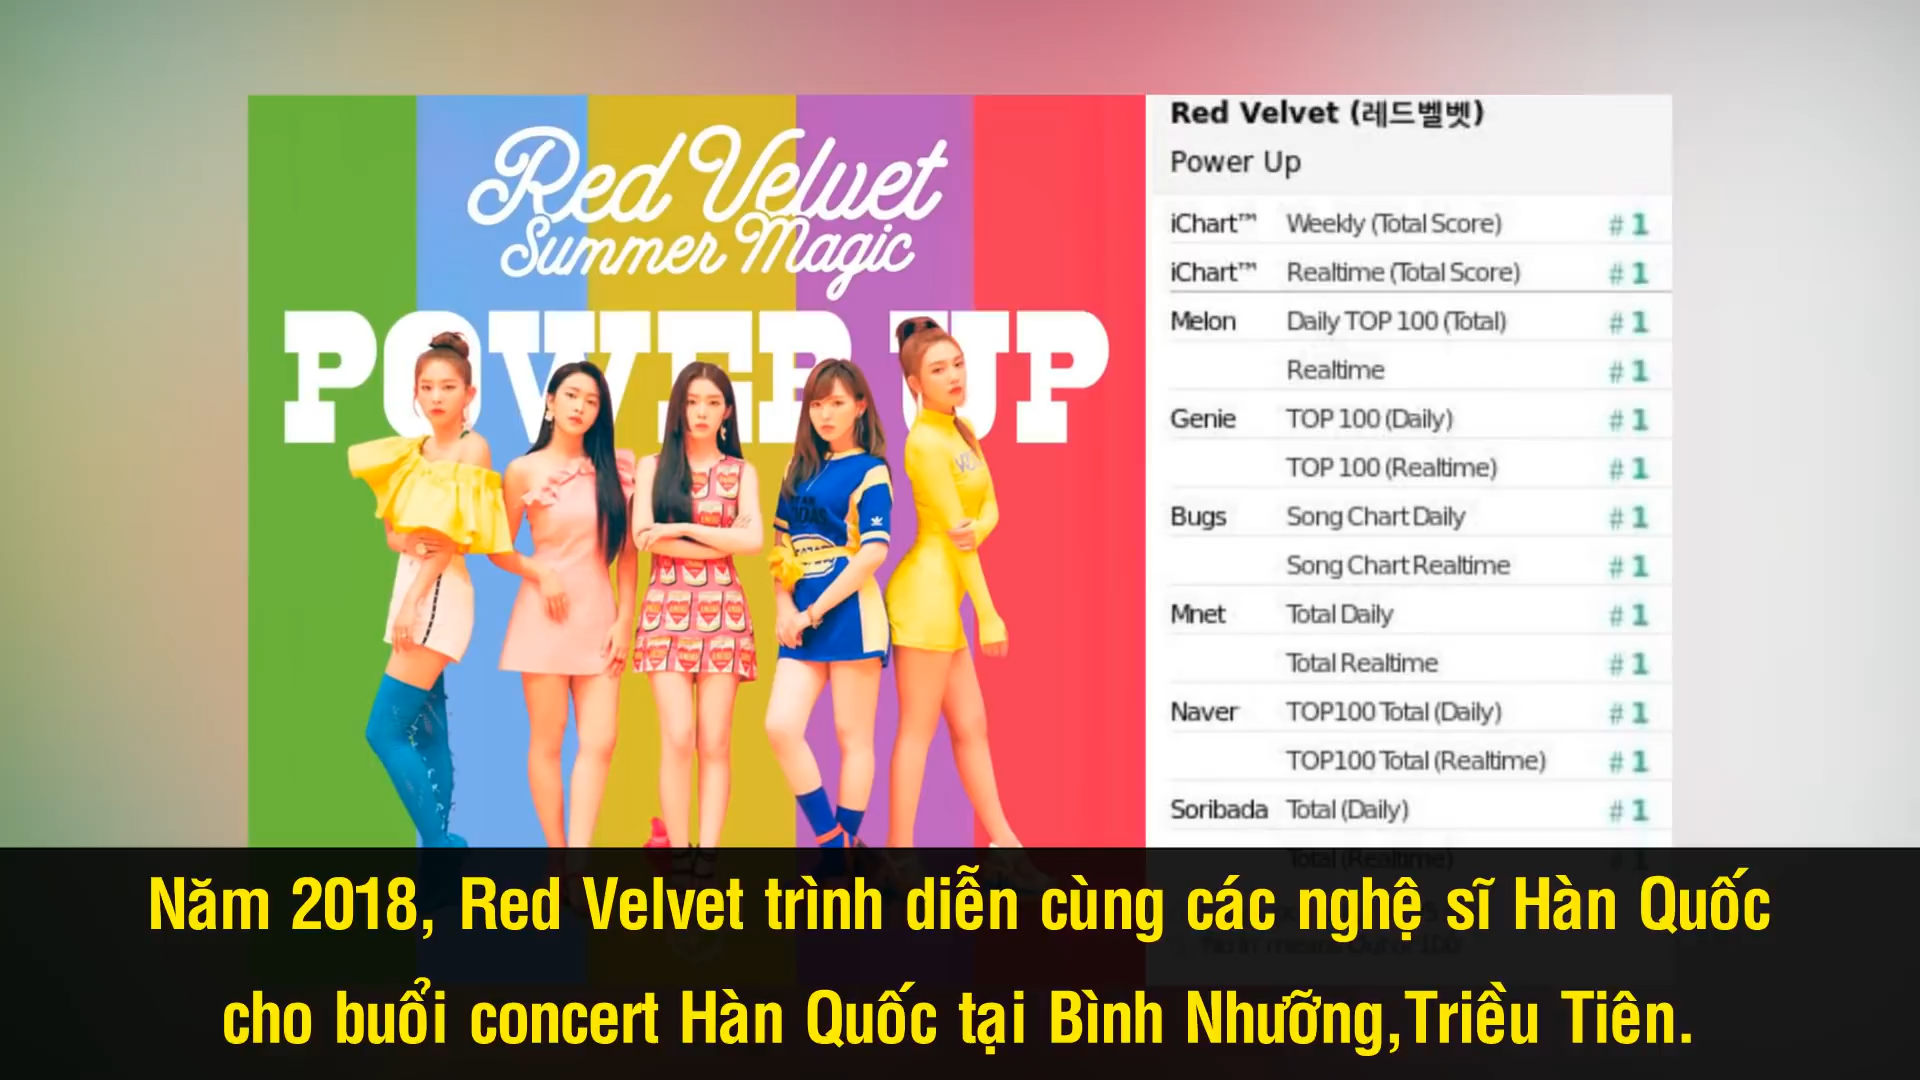 Red Velvet
Summer Magic
POWER UP
Red Velvet (레드벨벳)
Power Up
iChart™ Weekly (Total Score) # 1
iChart™ Realtime (Total Score) # 1
Melon Daily TOP 100 (Total) # 1
Realtime # 1
Genie TOP 100 (Daily) # 1
TOP 100 (Realtime) # 1
Bugs Song Chart Daily # 1
Song Chart Realtime # 1
Mnet Total Daily # 1
Total Realtime # 1
Naver TOP100 Total (Daily) # 1
TOP100 Total (Realtime) # 1
Soribada Total (Daily) # 1
Total (Realtime) # 1
Năm 2018, Red Velvet trình diễn cùng các nghệ sĩ Hàn Quốc
cho buổi concert Hàn Quốc tại Bình Nhưỡng,Triều Tiên.